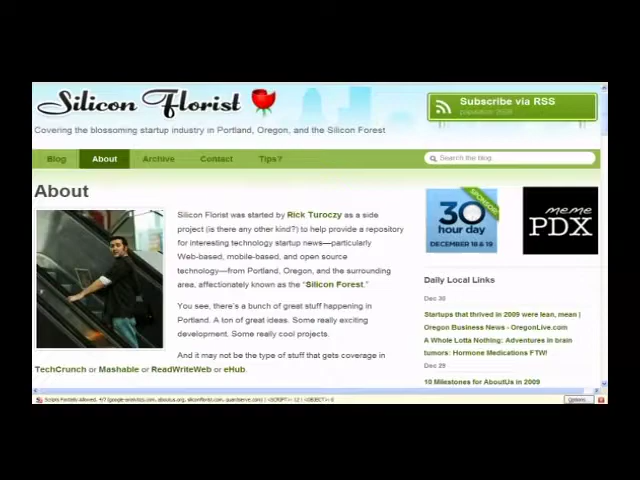 Silicon Florist
Subscribe via RSS
Covering the blossoming startup industry in Portland, Oregon, and the Silicon Forest
Blog About Archive Contact Tips?
Search the blog
About
Silicon Florist was started by Rick Turoczy as a side
project (is there any other kind?) to help provide a repository
for interesting technology startup news—particularly
Web-based, mobile-based, and open source
technology—from Portland, Oregon, and the surrounding
area, affectionately known as the “Silicon Forest.”
You see, there's a bunch of great stuff happening in
Portland. A ton of great ideas. Some really exciting
development. Some really cool projects.
And it may not be the type of stuff that gets coverage in
TechCrunch or Mashable or ReadWriteWeb or eHub.
SPONSOR
30
hour day
DECEMBER 18 & 19
meme
PDX
Daily Local Links
Dec 30
Startups that thrived in 2009 were lean, mean |
Oregon Business News - OregonLive.com
A Whole Lotta Nothing: Adventures in brain
tumors: Hormone Medications FTW!
Dec 29
10 Milestones for AboutUs in 2009
Options...